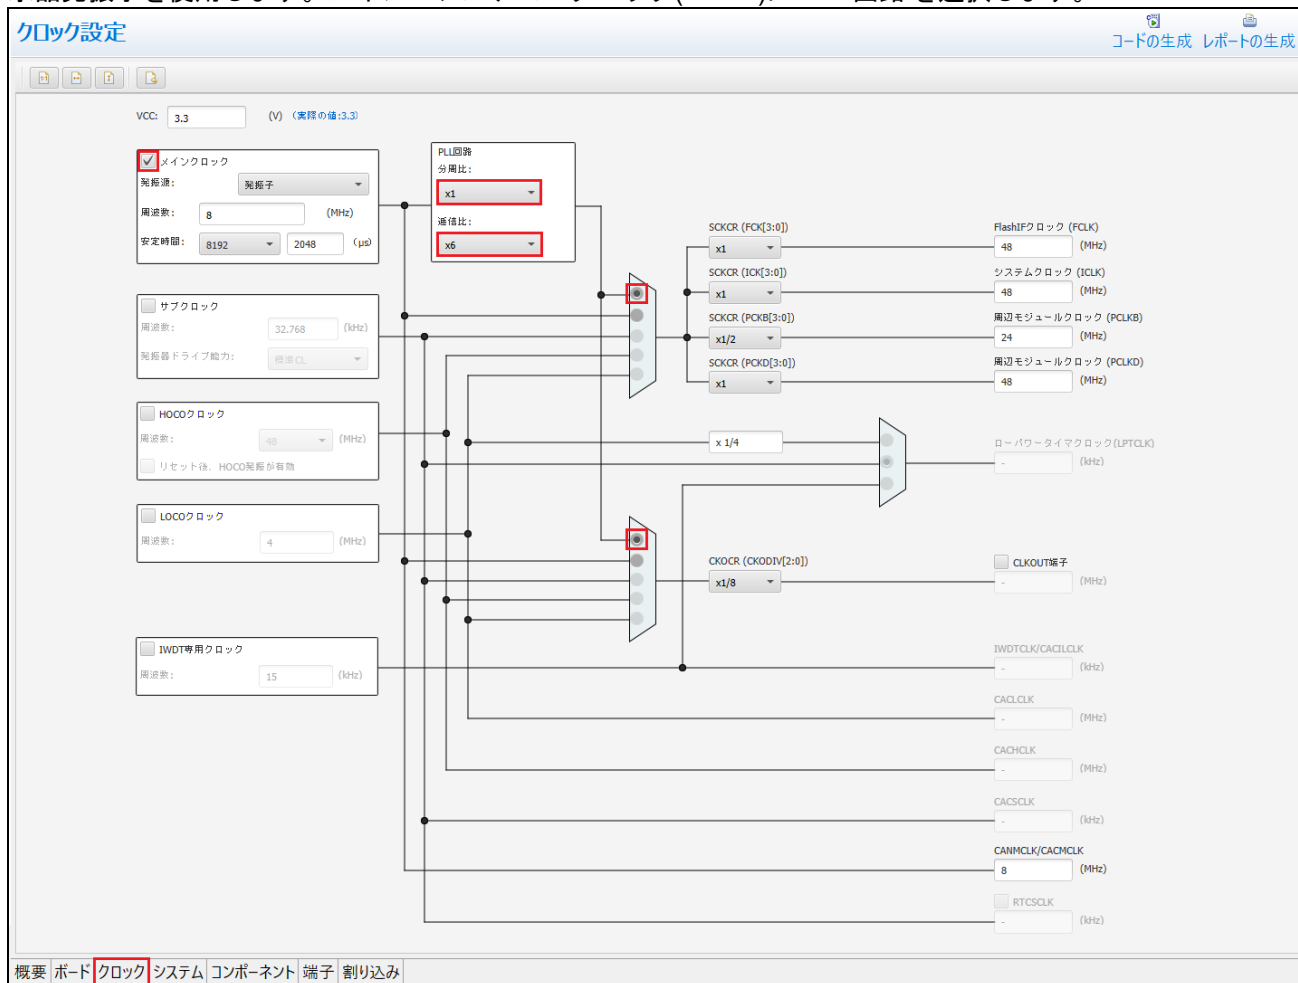 クロック設定
コードの生成 レポートの生成
VCC: 3.3 (V) (実際の値:3.3)
メインクロック
発振源: 発振子
周波数: 8 (MHz)
安定時間: 8192 2048 (μs)
PLL回路
分周比:
x1
逓倍比:
x6
サブクロック
周波数: 32.768 (kHz)
発振器ドライブ能力: 標準CL
HOCOクロック
周波数: 48 (MHz)
リセット後、HOCO発振が有効
LOCOクロック
周波数: 4 (MHz)
IWDT専用クロック
周波数: 15 (kHz)
SCKCR (FCK[3:0])
x1
SCKCR (ICK[3:0])
x1
SCKCR (PCKB[3:0])
x1/2
SCKCR (PCKD[3:0])
x1
x 1/4
CKOCR (CKODIV[2:0])
x1/8
FlashIFクロック (FCLK)
48 (MHz)
システムクロック (ICLK)
48 (MHz)
周辺モジュールクロック (PCLKB)
24 (MHz)
周辺モジュールクロック (PCLKD)
48 (MHz)
ローパワータイマクロック(LPTCLK)
- (kHz)
CLKOUT端子
- (MHz)
IWDTCLK/CACILCLK
- (kHz)
CACLCLK
- (MHz)
CACHCLK
- (MHz)
CACSCLK
- (kHz)
CANMCLK/CACMCLK
8 (MHz)
RTCSCLK
- (kHz)
概要 ボード クロック システム コンポーネント 端子 割り込み